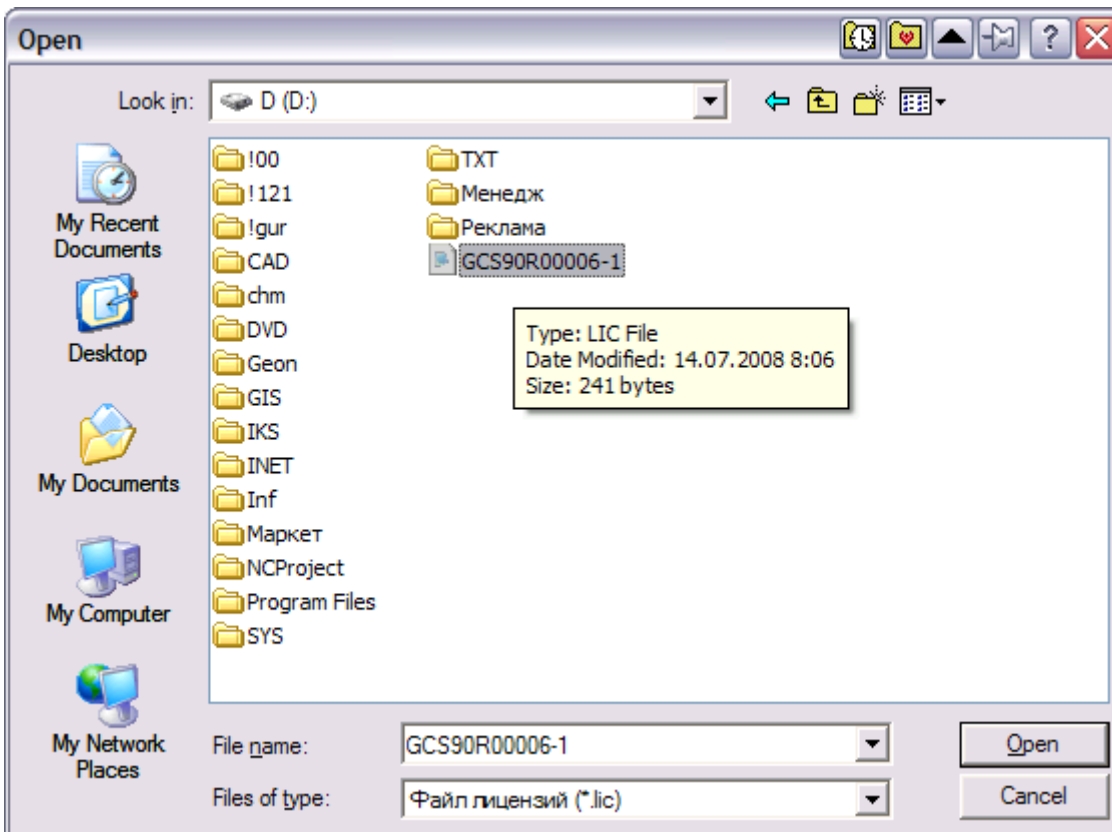 Open
Look in:
D (D:)
My Recent
Documents
Desktop
My Documents
My Computer
My Network
Places
!00
!121
!gur
CAD
chm
DVD
Geon
GIS
IKS
INET
Inf
Маркет
NCProject
Program Files
SYS
TXT
Менедж
Реклама
GCS90R00006-1
Type: LIC File
Date Modified: 14.07.2008 8:06
Size: 241 bytes
File name:
GCS90R00006-1
Open
Files of type:
Файл лицензий (*.lic)
Cancel